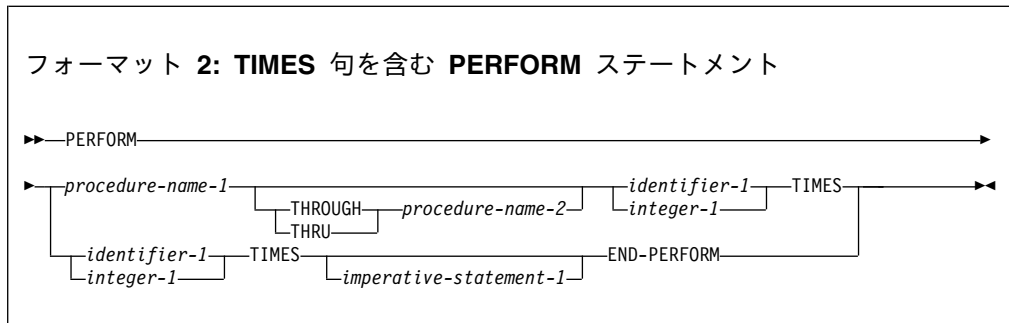 フォーマット 2: TIMES 句を含む PERFORM ステートメント
PERFORM
procedure-name-1 identifier-1 TIMES
THROUGH procedure-name-2 integer-1
THRU
identifier-1 TIMES END-PERFORM
integer-1 imperative-statement-1